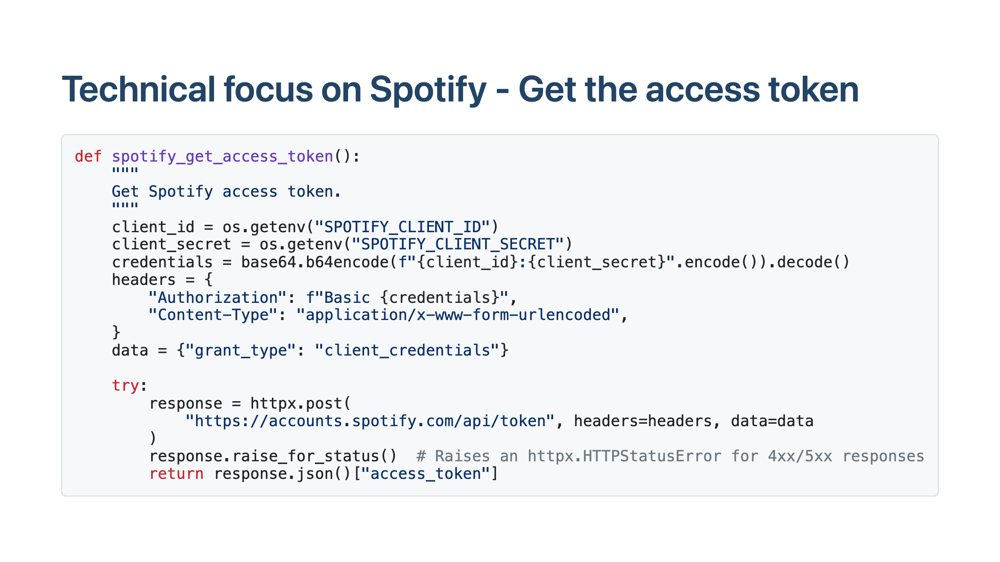 Technical focus on Spotify - Get the access token
def spotify_get_access_token():
    """
    Get Spotify access token.
    """
    client_id = os.getenv("SPOTIFY_CLIENT_ID")
    client_secret = os.getenv("SPOTIFY_CLIENT_SECRET")
    credentials = base64.b64encode(f"{client_id}:{client_secret}".encode()).decode()
    headers = {
        "Authorization": f"Basic {credentials}",
        "Content-Type": "application/x-www-form-urlencoded",
    }
    data = {"grant_type": "client_credentials"}

    try:
        response = httpx.post(
            "https://accounts.spotify.com/api/token", headers=headers, data=data
        )
        response.raise_for_status()  # Raises an httpx.HTTPStatusError for 4xx/5xx responses
        return response.json()["access_token"]